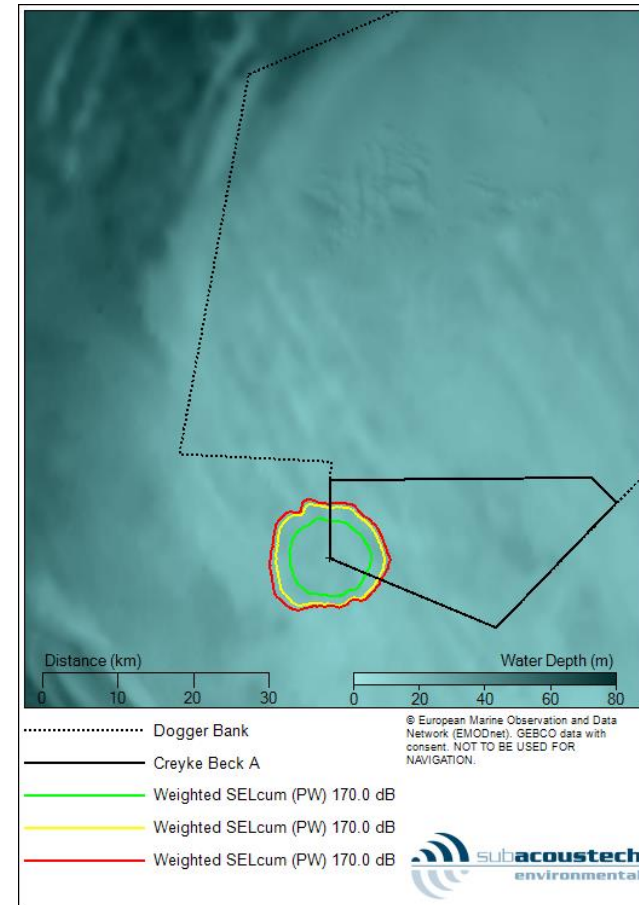 Distance (km)
0 10 20 30
Water Depth (m)
0 20 40 60 80
Dogger Bank
Creyke Beck A
Weighted SELcum (PW) 170.0 dB
Weighted SELcum (PW) 170.0 dB
Weighted SELcum (PW) 170.0 dB
© European Marine Observation and Data
Network (EMODnet). GEBCO data with
consent. NOT TO BE USED FOR
NAVIGATION.
subacoustech
environmental